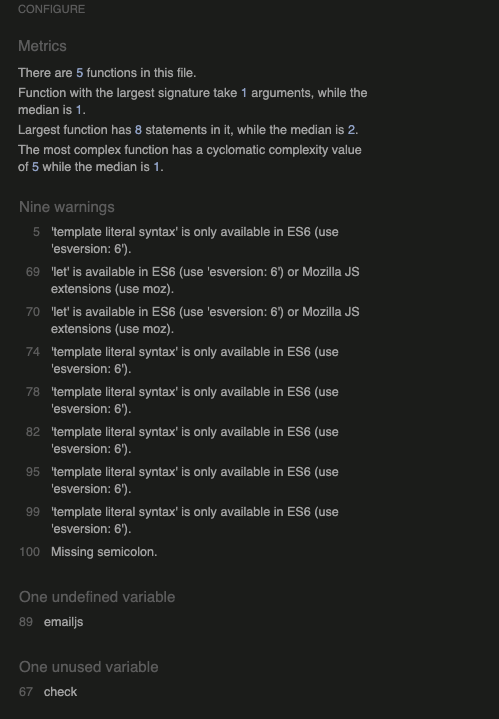 CONFIGURE
Metrics
There are 5 functions in this file.
Function with the largest signature take 1 arguments, while the
median is 1.
Largest function has 8 statements in it, while the median is 2.
The most complex function has a cyclomatic complexity value
of 5 while the median is 1.
Nine warnings
5 'template literal syntax' is only available in ES6 (use
'esversion: 6').
69 'let' is available in ES6 (use 'esversion: 6') or Mozilla JS
extensions (use moz).
70 'let' is available in ES6 (use 'esversion: 6') or Mozilla JS
extensions (use moz).
74 'template literal syntax' is only available in ES6 (use
'esversion: 6').
78 'template literal syntax' is only available in ES6 (use
'esversion: 6').
82 'template literal syntax' is only available in ES6 (use
'esversion: 6').
95 'template literal syntax' is only available in ES6 (use
'esversion: 6').
99 'template literal syntax' is only available in ES6 (use
'esversion: 6').
100 Missing semicolon.
One undefined variable
89 emailjs
One unused variable
67 check